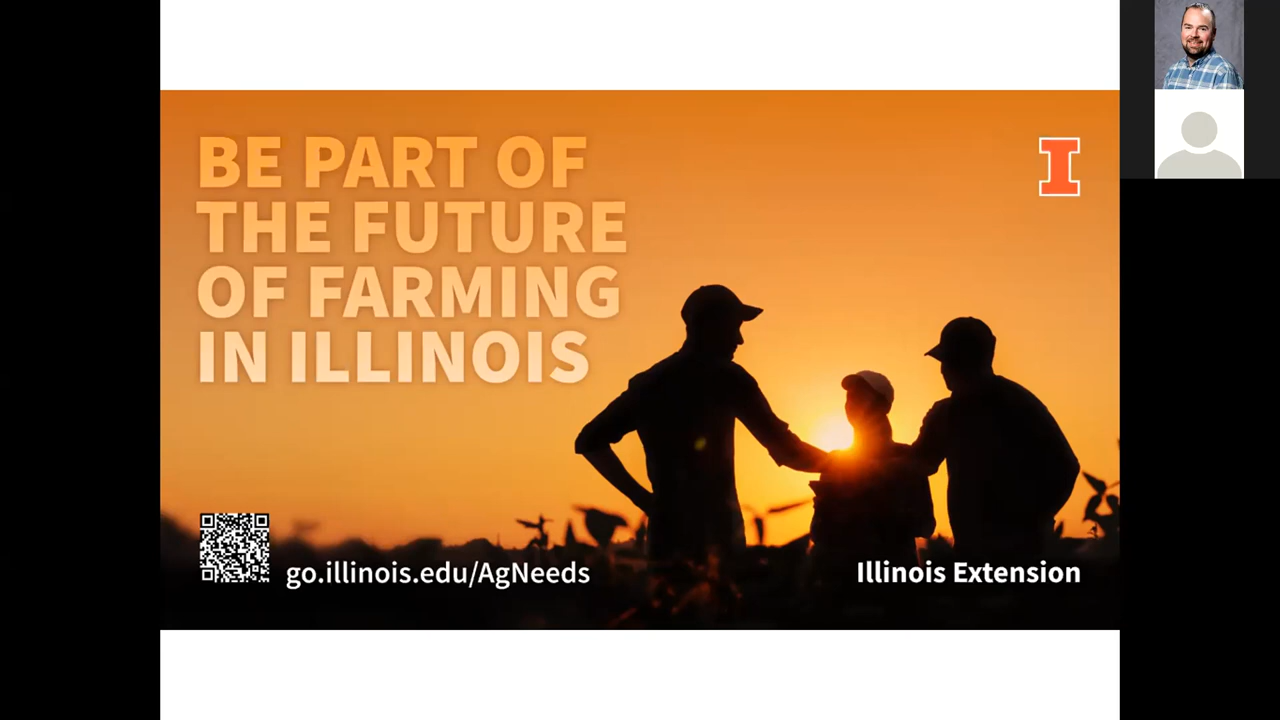 BE PART OF
THE FUTURE
OF FARMING
IN ILLINOIS
I
go.illinois.edu/AgNeeds
Illinois Extension